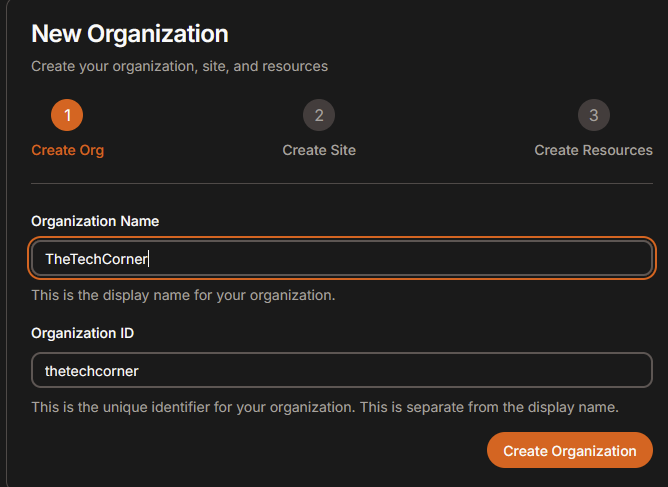 New Organization
Create your organization, site, and resources
1
2
3
Create Org
Create Site
Create Resources
Organization Name
TheTechCorner
This is the display name for your organization.
Organization ID
thetechcorner
This is the unique identifier for your organization. This is separate from the display name.
Create Organization